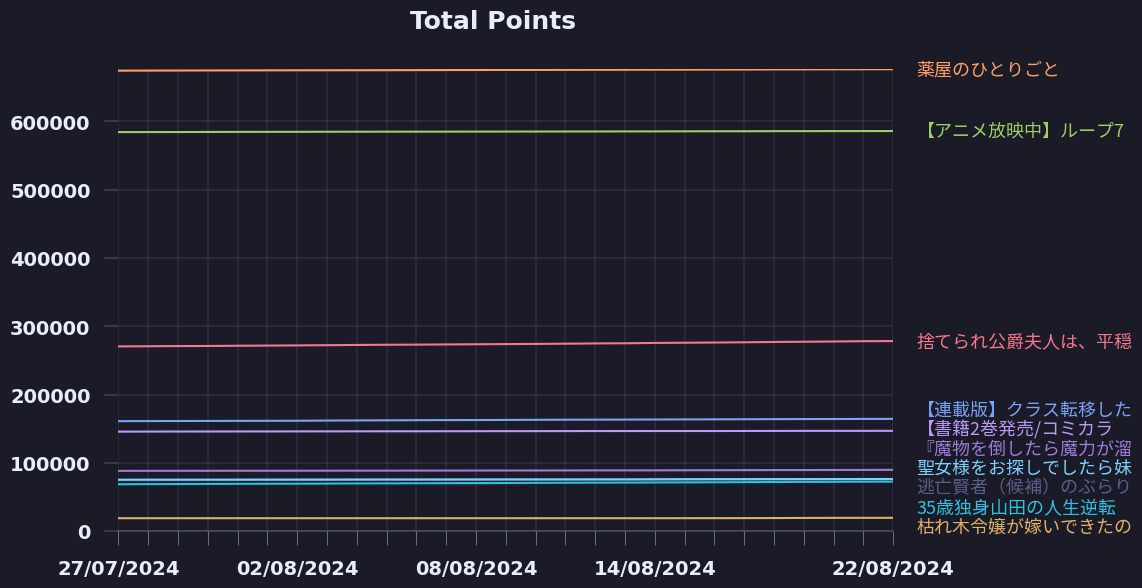 Total Points
薬屋のひとりごと
600000
【アニメ放映中】ループ7
500000
400000
300000
捨てられ公爵夫人は、平穏
200000
【連載版】クラス転移した
【書籍2巻発売/コミカラ
『魔物を倒したら魔力が溜
100000
聖女様をお探しでしたら妹
逃亡賢者（候補）のぶらり
35歳独身山田の人生逆転
枯れ木令嬢が嫁いできたの
0
27/07/2024
02/08/2024
08/08/2024
14/08/2024
22/08/2024